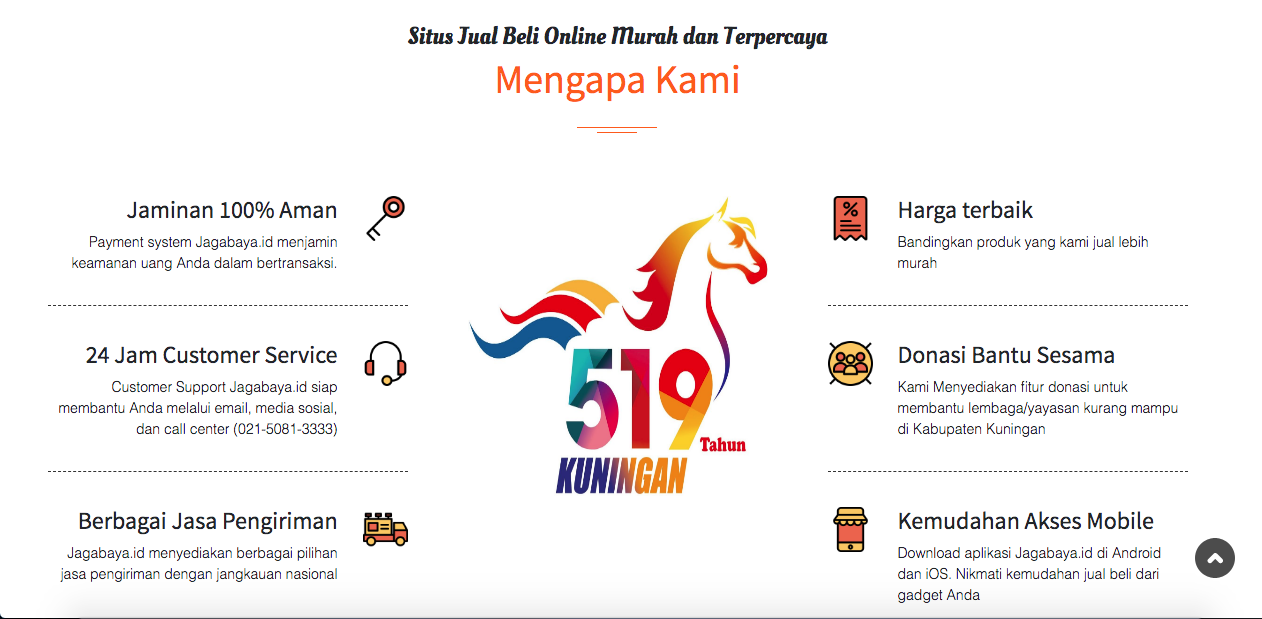 Situs Jual Beli Online Murah dan Terpercaya
Mengapa Kami
Jaminan 100% Aman
Payment system Jagabaya.id menjamin
keamanan uang Anda dalam bertransaksi.
24 Jam Customer Service
Customer Support Jagabaya.id siap
membantu Anda melalui email, media sosial,
dan call center (021-5081-3333)
Berbagai Jasa Pengiriman
Jagabaya.id menyediakan berbagai pilihan
jasa pengiriman dengan jangkauan nasional
519
Tahun
KUNINGAN
%
Harga terbaik
Bandingkan produk yang kami jual lebih
murah
Donasi Bantu Sesama
Kami Menyediakan fitur donasi untuk
membantu lembaga/yayasan kurang mampu
di Kabupaten Kuningan
Kemudahan Akses Mobile
Download aplikasi Jagabaya.id di Android
dan iOS. Nikmati kemudahan jual beli dari
gadget Anda